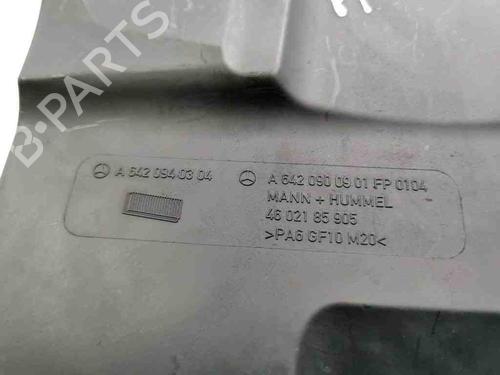 B-PARTS
A 642 094 03 04
A 642 090 09 01 FP 0104
MANN + HUMMEL
46 021 85 905
>PA6 GF10 M20<